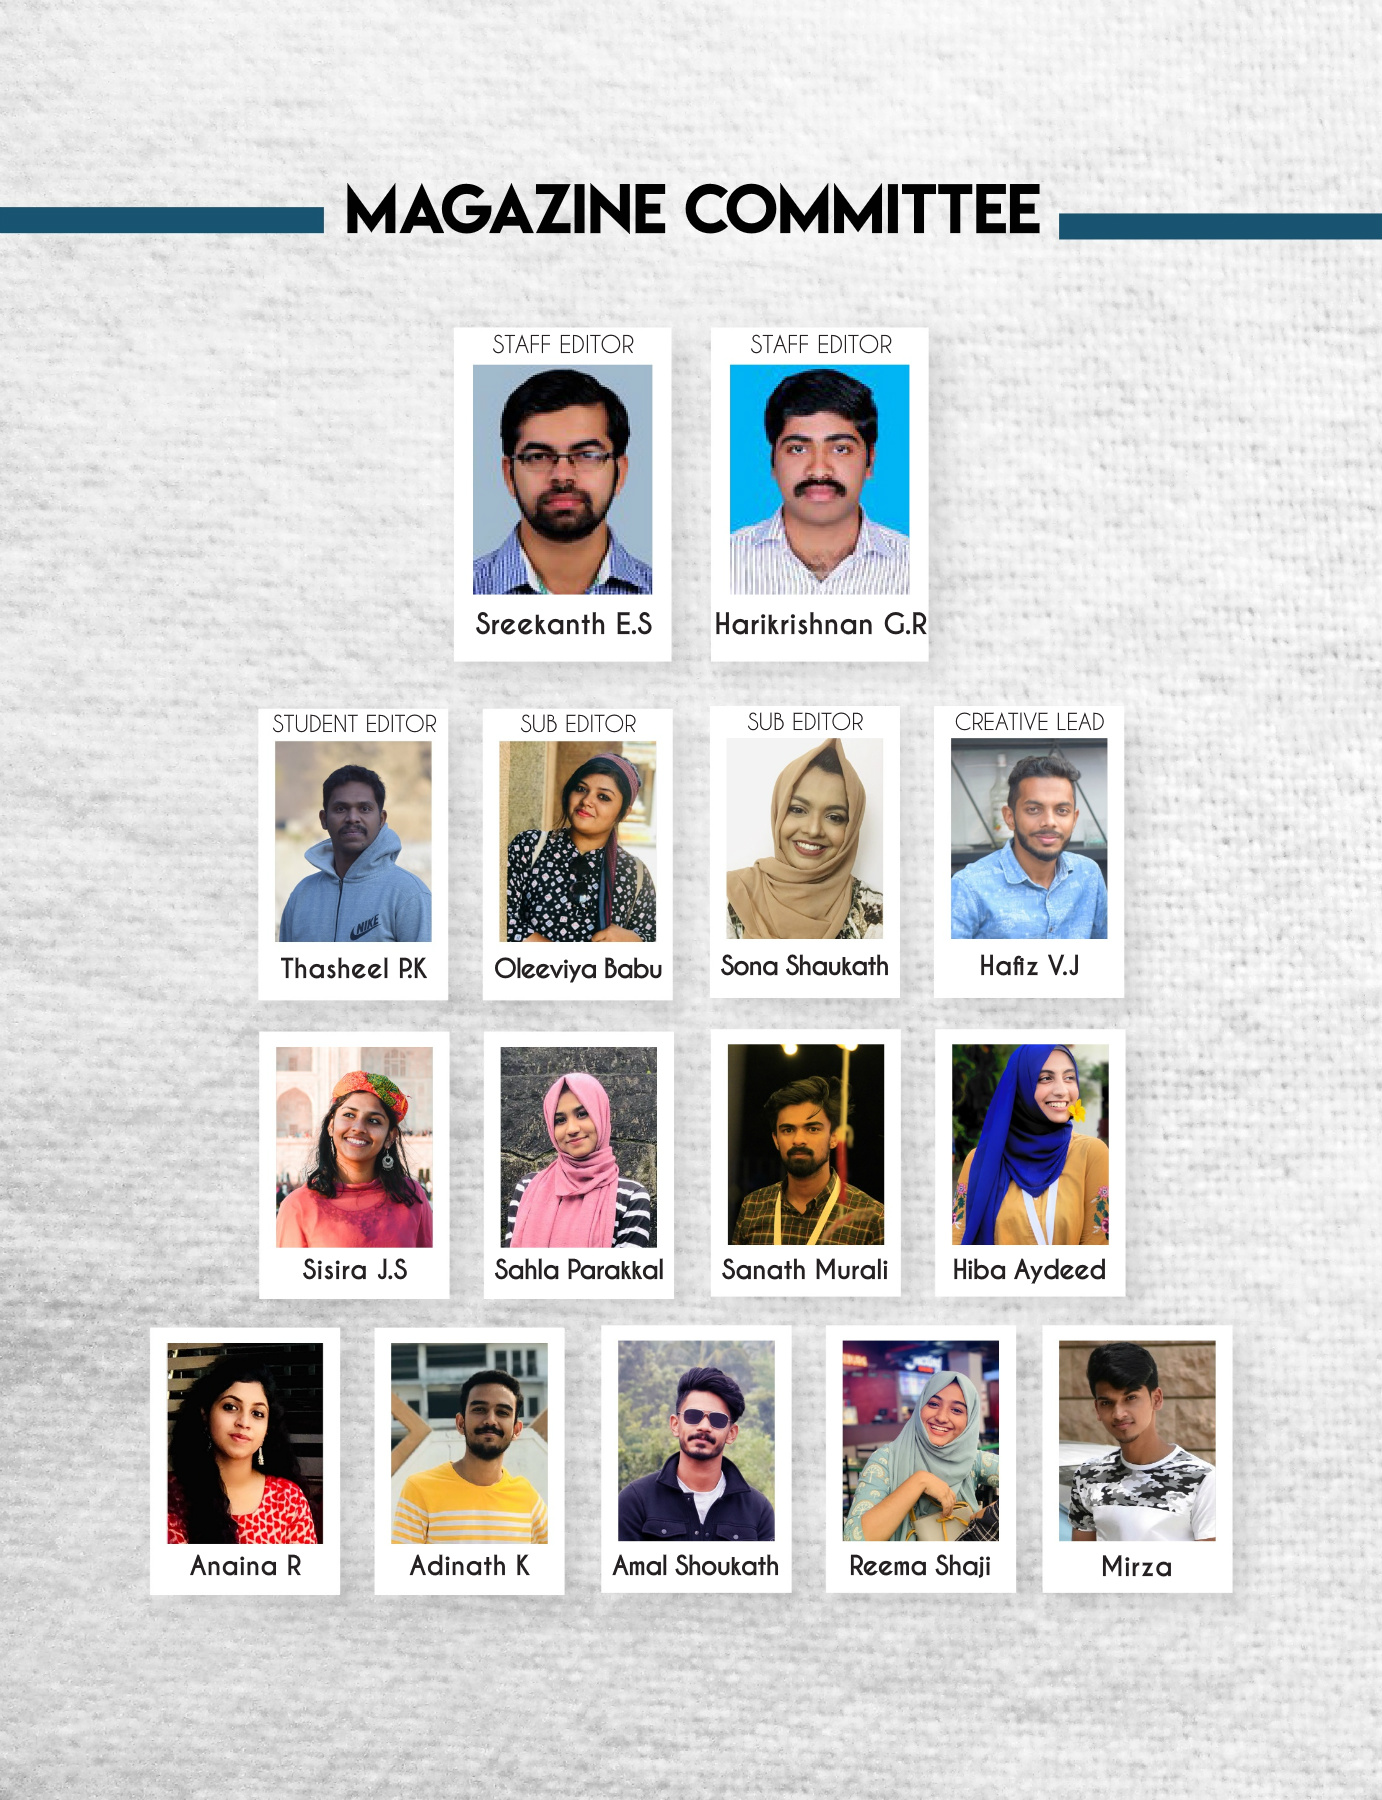 MAGAZINE COMMITTEE
STAFF EDITOR
Sreekanth E.S
STAFF EDITOR
Harikrishnan G.R
STUDENT EDITOR
NIKE
Thasheel P.K
SUB EDITOR
Oleeviya Babu
SUB EDITOR
Sona Shaukath
CREATIVE LEAD
Hafiz V.J
Sisira J.S
Sahla Parakkal
Sanath Murali
Hiba Aydeed
Anaina R
Adinath K
Amal Shoukath
Reema Shaji
Mirza